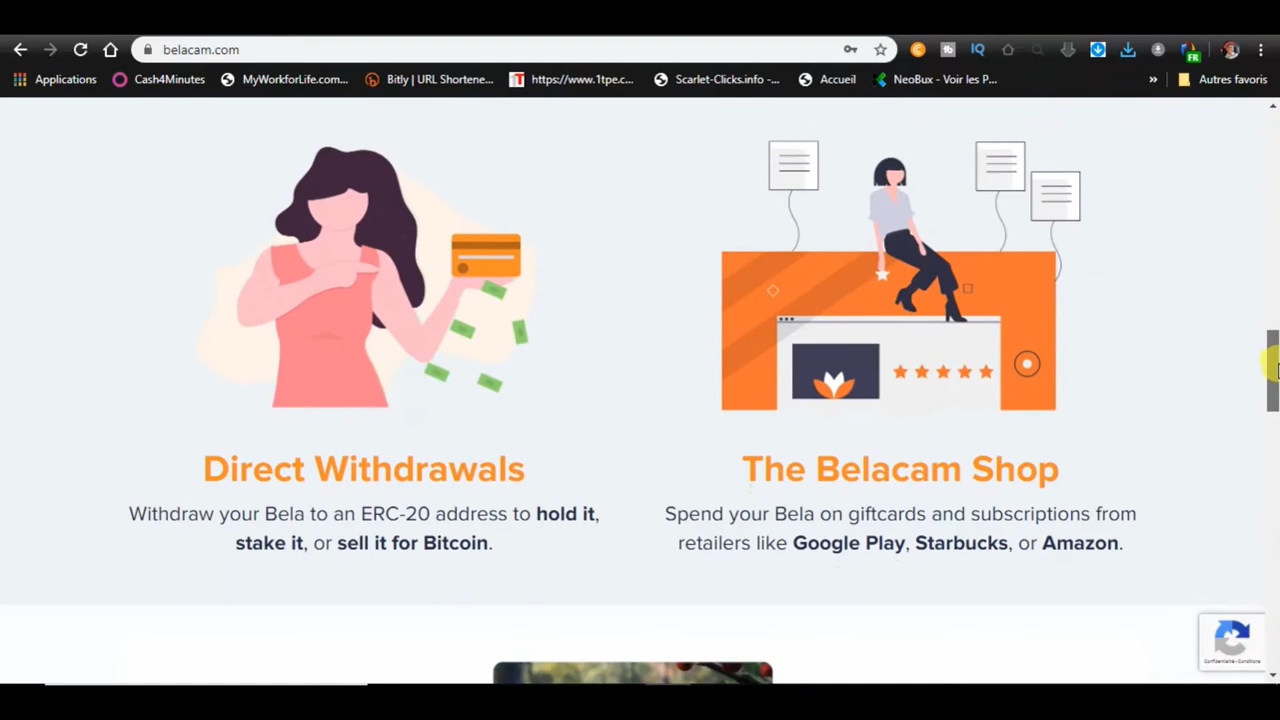 belacam.com
FR
Applications
Cash4Minutes
MyWorkforLife.com...
Bitly | URL Shortene...
https://www.1tpe.c...
Scarlet-Clicks.info -...
Accueil
NeoBux - Voir les P...
»
Autres favoris
Direct Withdrawals
Withdraw your Bela to an ERC-20 address to hold it,
stake it, or sell it for Bitcoin.
The Belacam Shop
Spend your Bela on giftcards and subscriptions from
retailers like Google Play, Starbucks, or Amazon.
Confidentialité - Conditions